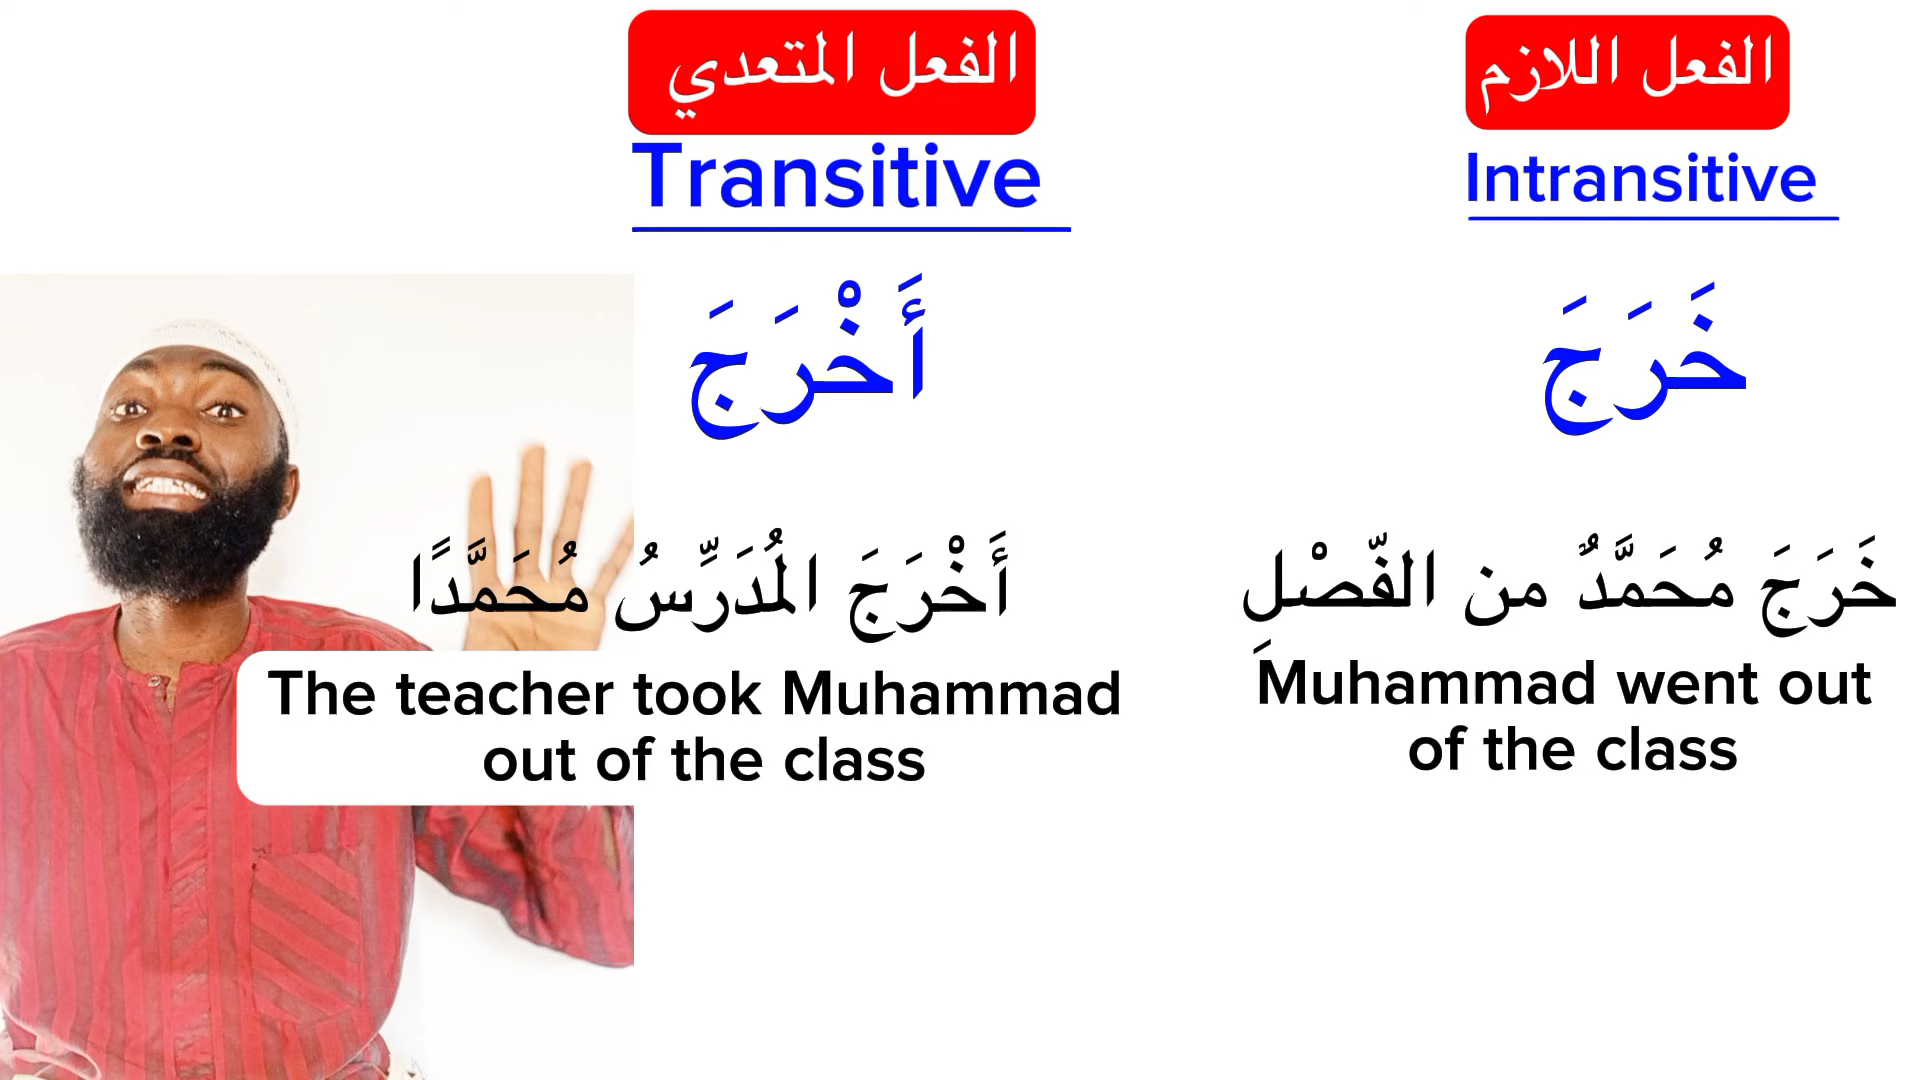 الفعل المتعدي
Transitive
أَخْرَجَ
أَخْرَجَ المُدَرِّسُ مُحَمَّدًا
The teacher took Muhammad
out of the class
الفعل اللازم
Intransitive
خَرَجَ
خَرَجَ مُحَمَّدٌ من الفّصْلِ
Muhammad went out
of the class